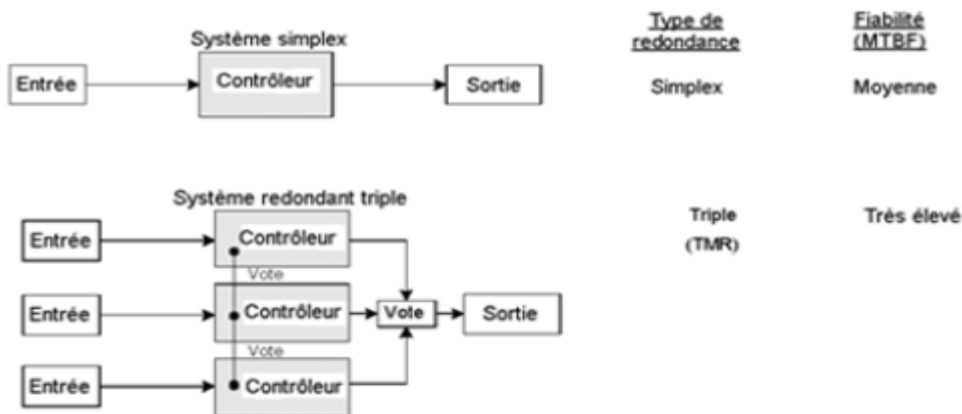 Système simplex
Entrée
Contrôleur
Sortie
Type de
redondance
Fiabilité
(MTBF)
Simplex
Moyenne
Système redondant triple
Entrée
Contrôleur
Vote
Entrée
Contrôleur
Vote
Sortie
Vote
Entrée
Contrôleur
Triple
(TMR)
Très élevé